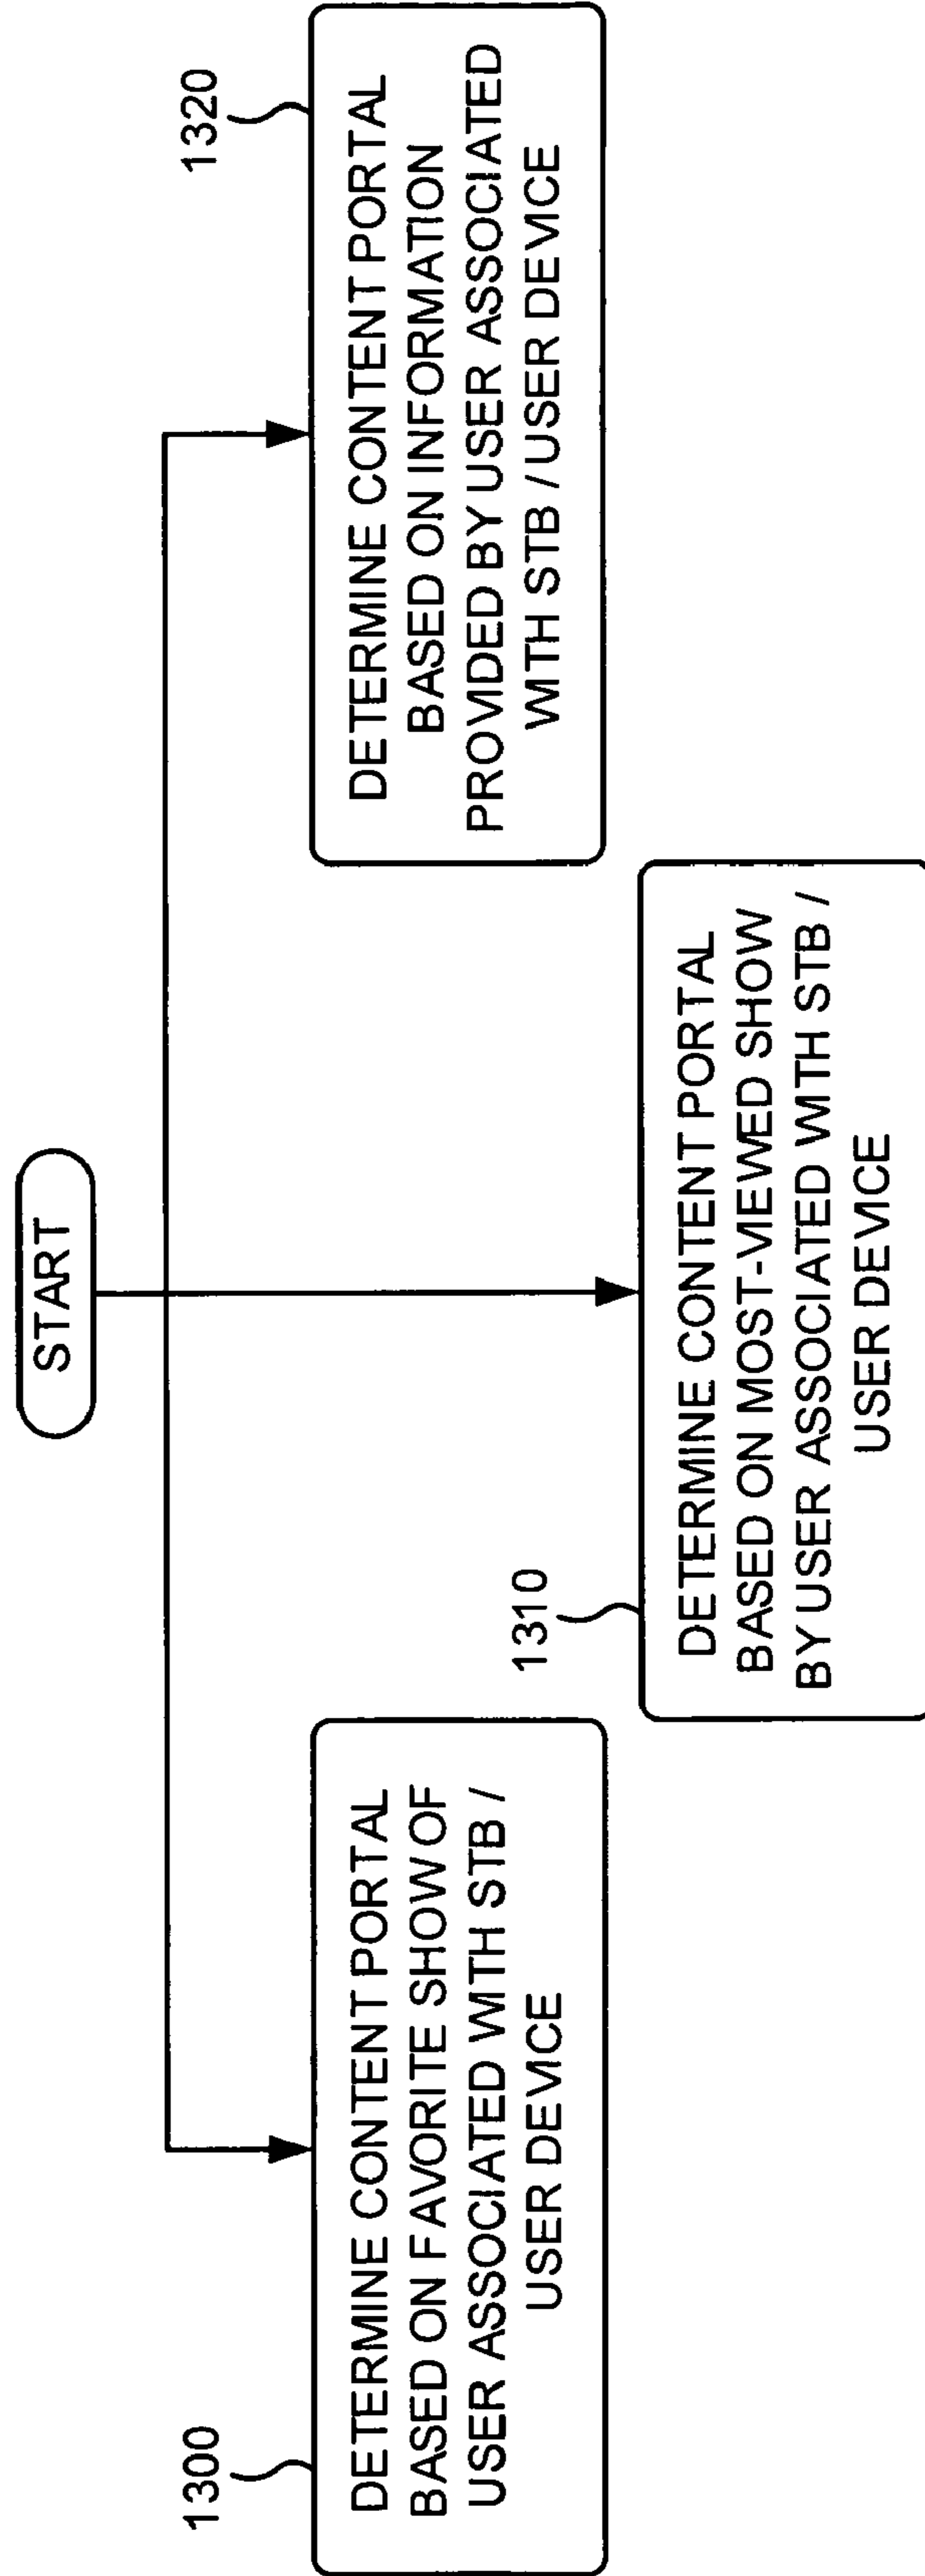 START
1300
DETERMINE CONTENT PORTAL
BASED ON FAVORITE SHOW OF
USER ASSOCIATED WITH STB /
USER DEVICE
1310
DETERMINE CONTENT PORTAL
BASED ON MOST-VIEWED SHOW
BY USER ASSOCIATED WITH STB /
USER DEVICE
1320
DETERMINE CONTENT PORTAL
BASED ON INFORMATION
PROVIDED BY USER ASSOCIATED
WITH STB / USER DEVICE